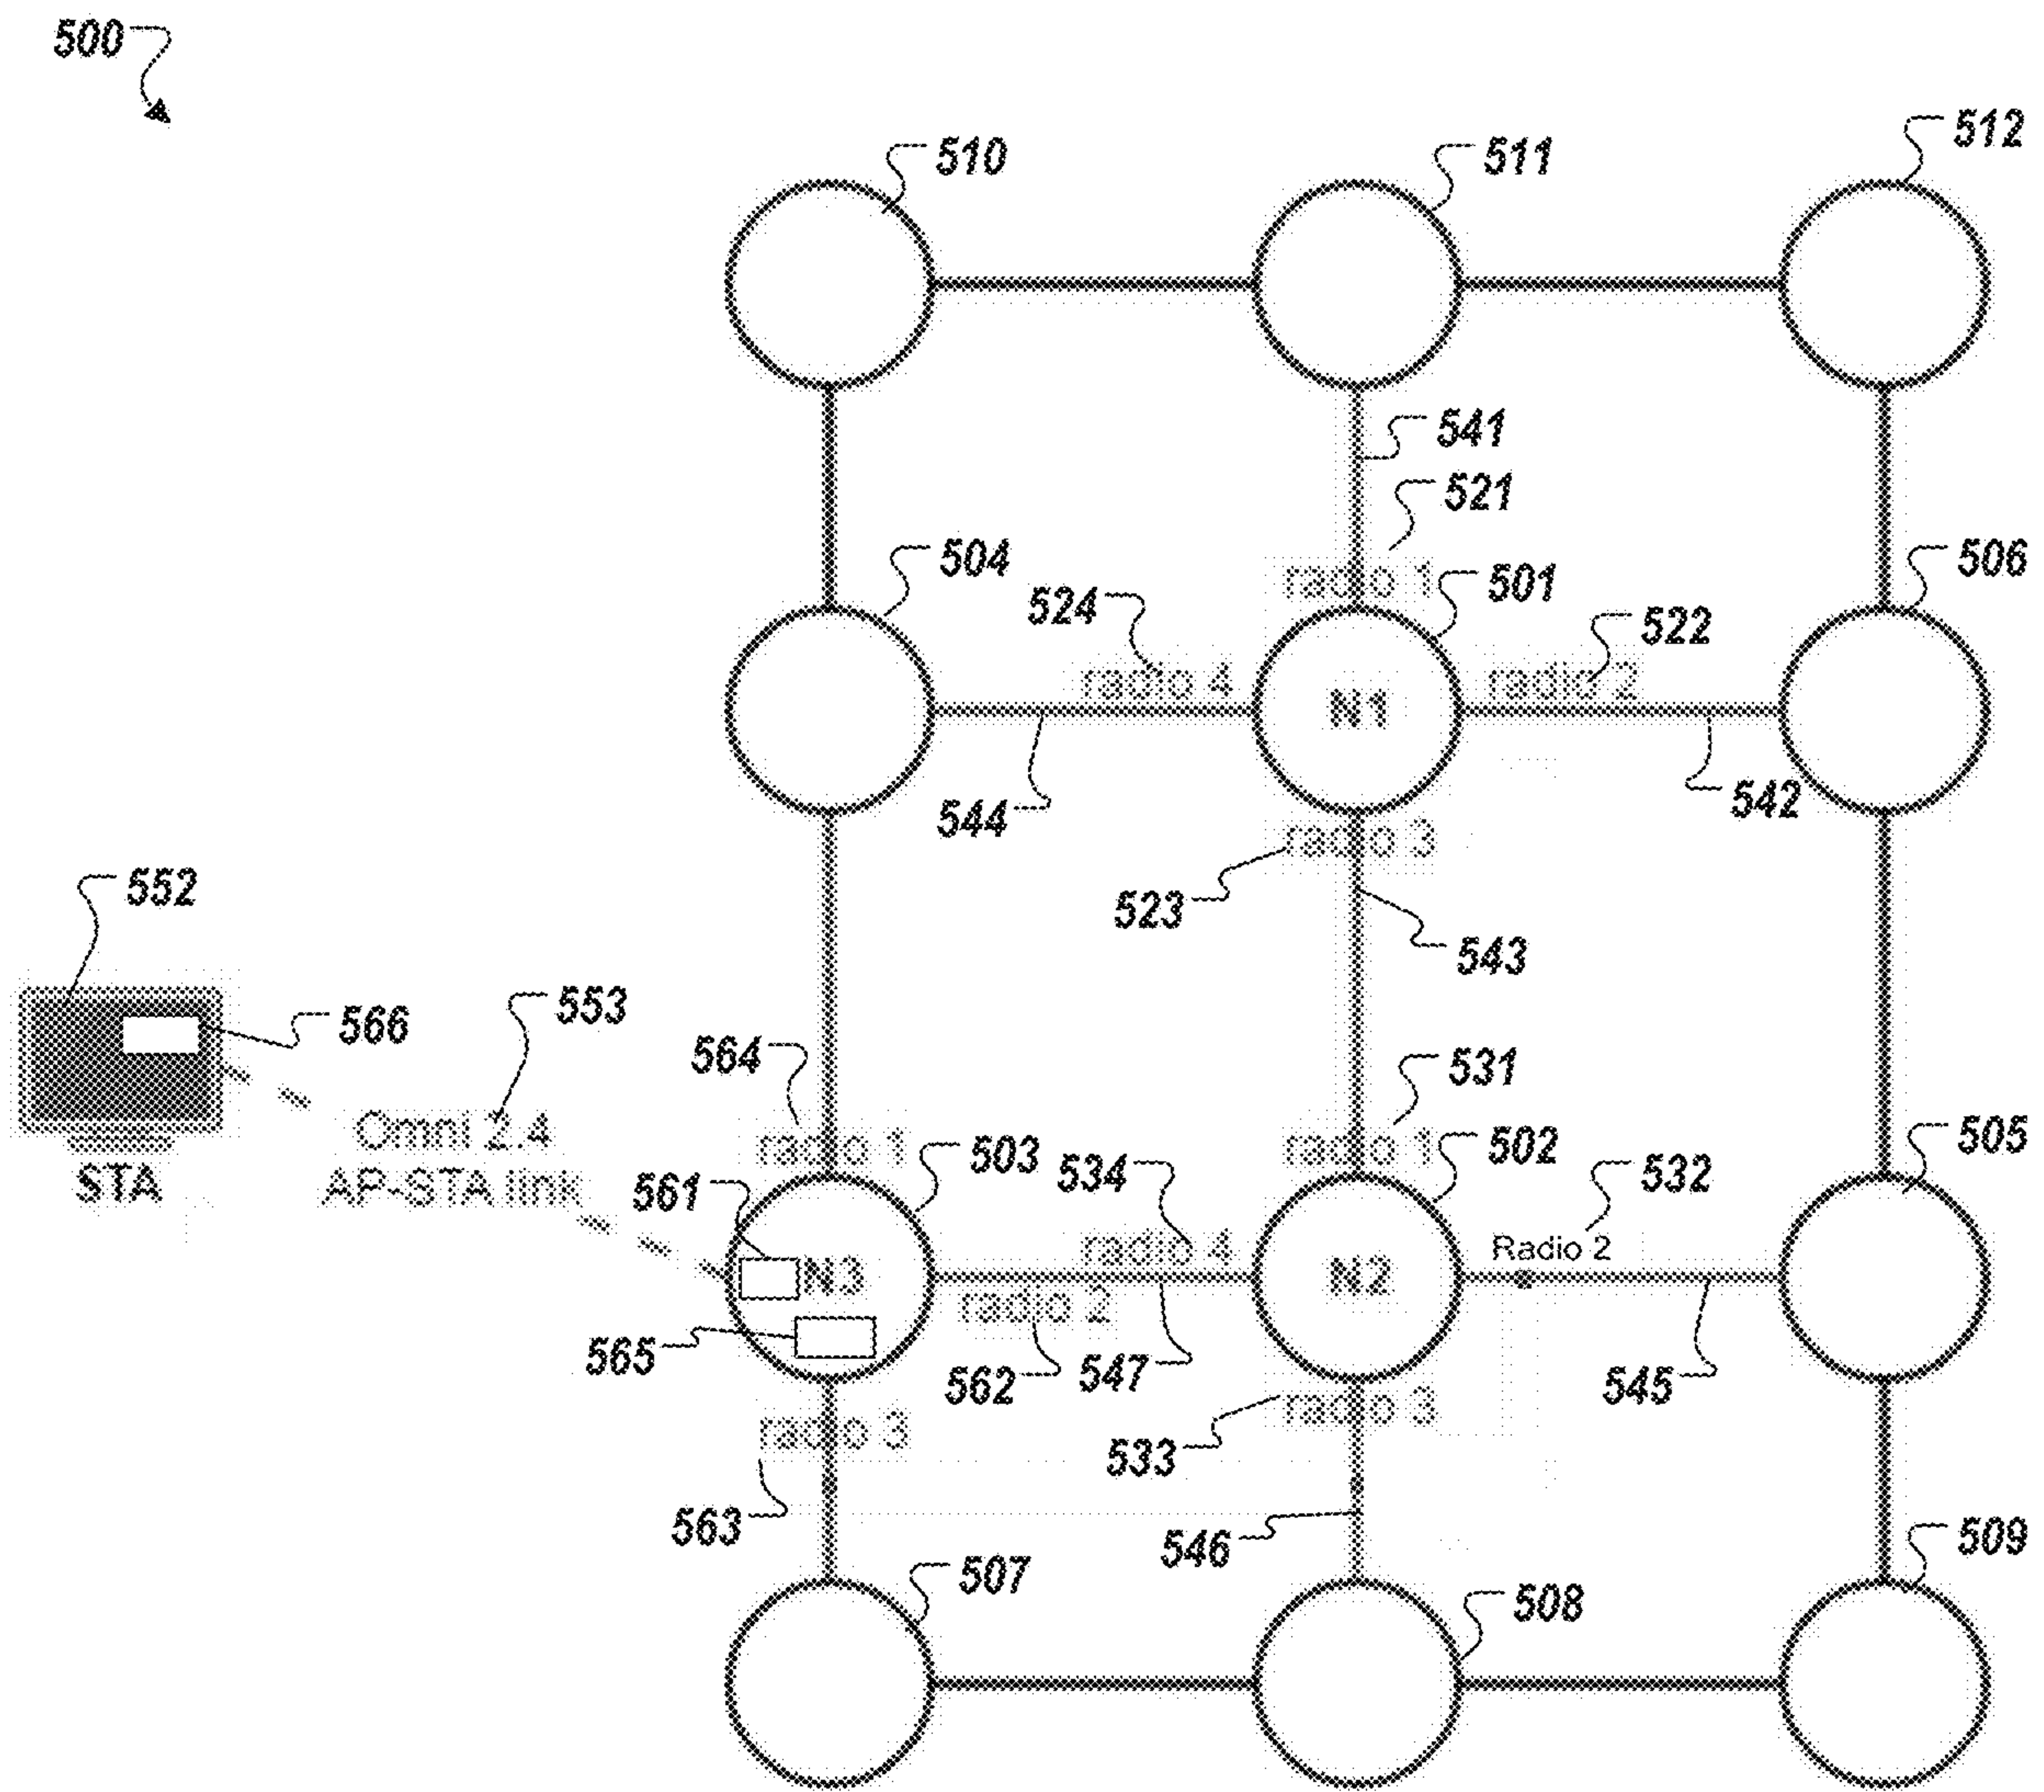 500
510
511
512
541
521
504
radio 1
501
506
524
522
radio 4
radio 2
N1
544
542
radio 3
523
552
543
553
566
564
531
Omni 2.4
radio 1
503
radio 1
502
505
STA
AP-STA link
561
534
532
radio 4
Radio 2
N3
N2
radio 2
565
562
547
545
radio 3
radio 3
533
563
546
509
507
508